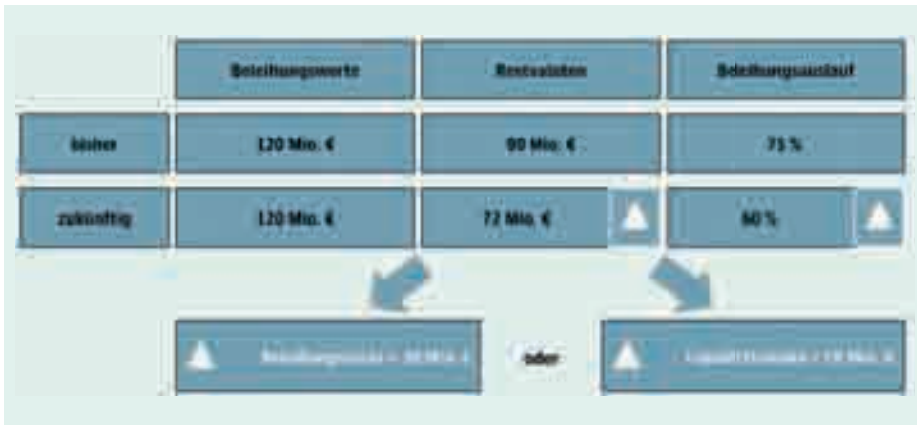 Beleihungswerte Restvaluten Beleihungsauslauf
bisher 120 Mio. € 90 Mio. € 75 %
zukünftig 120 Mio. € 72 Mio. € 60 %
oder